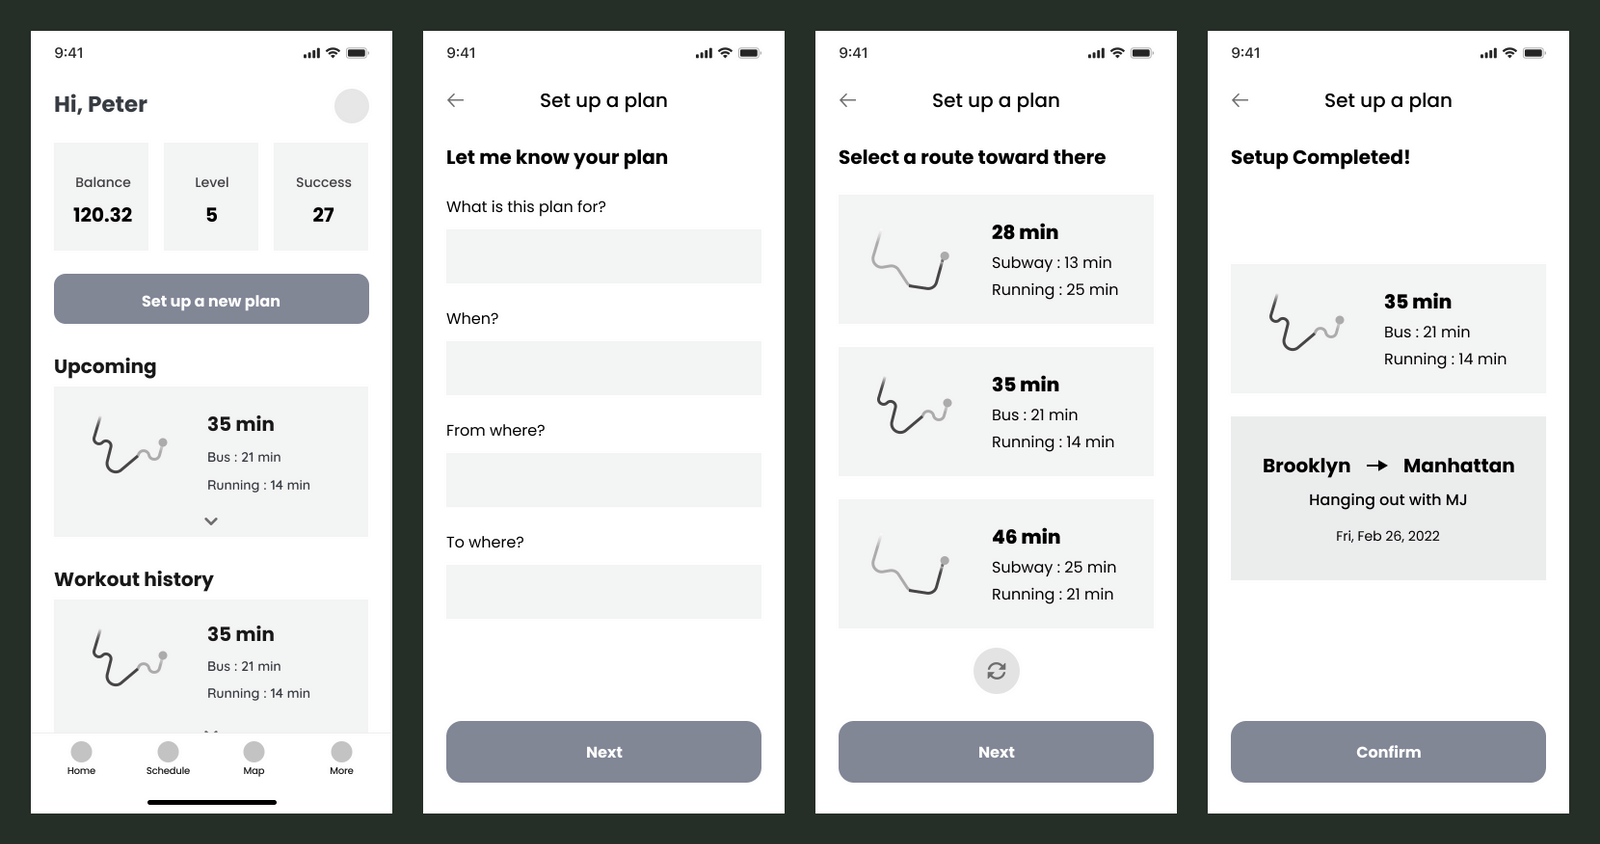 9:41
Hi, Peter
Balance
120.32
Level
5
Success
27
Set up a new plan
Upcoming
35 min
Bus : 21 min
Running : 14 min
Workout history
35 min
Bus : 21 min
Running : 14 min
Home
Schedule
Map
More
9:41
Set up a plan
Let me know your plan
What is this plan for?
When?
From where?
To where?
Next
9:41
Set up a plan
Select a route toward there
28 min
Subway : 13 min
Running : 25 min
35 min
Bus : 21 min
Running : 14 min
46 min
Subway : 25 min
Running : 21 min
Next
9:41
Set up a plan
Setup Completed!
35 min
Bus : 21 min
Running : 14 min
Brooklyn → Manhattan
Hanging out with MJ
Fri, Feb 26, 2022
Confirm